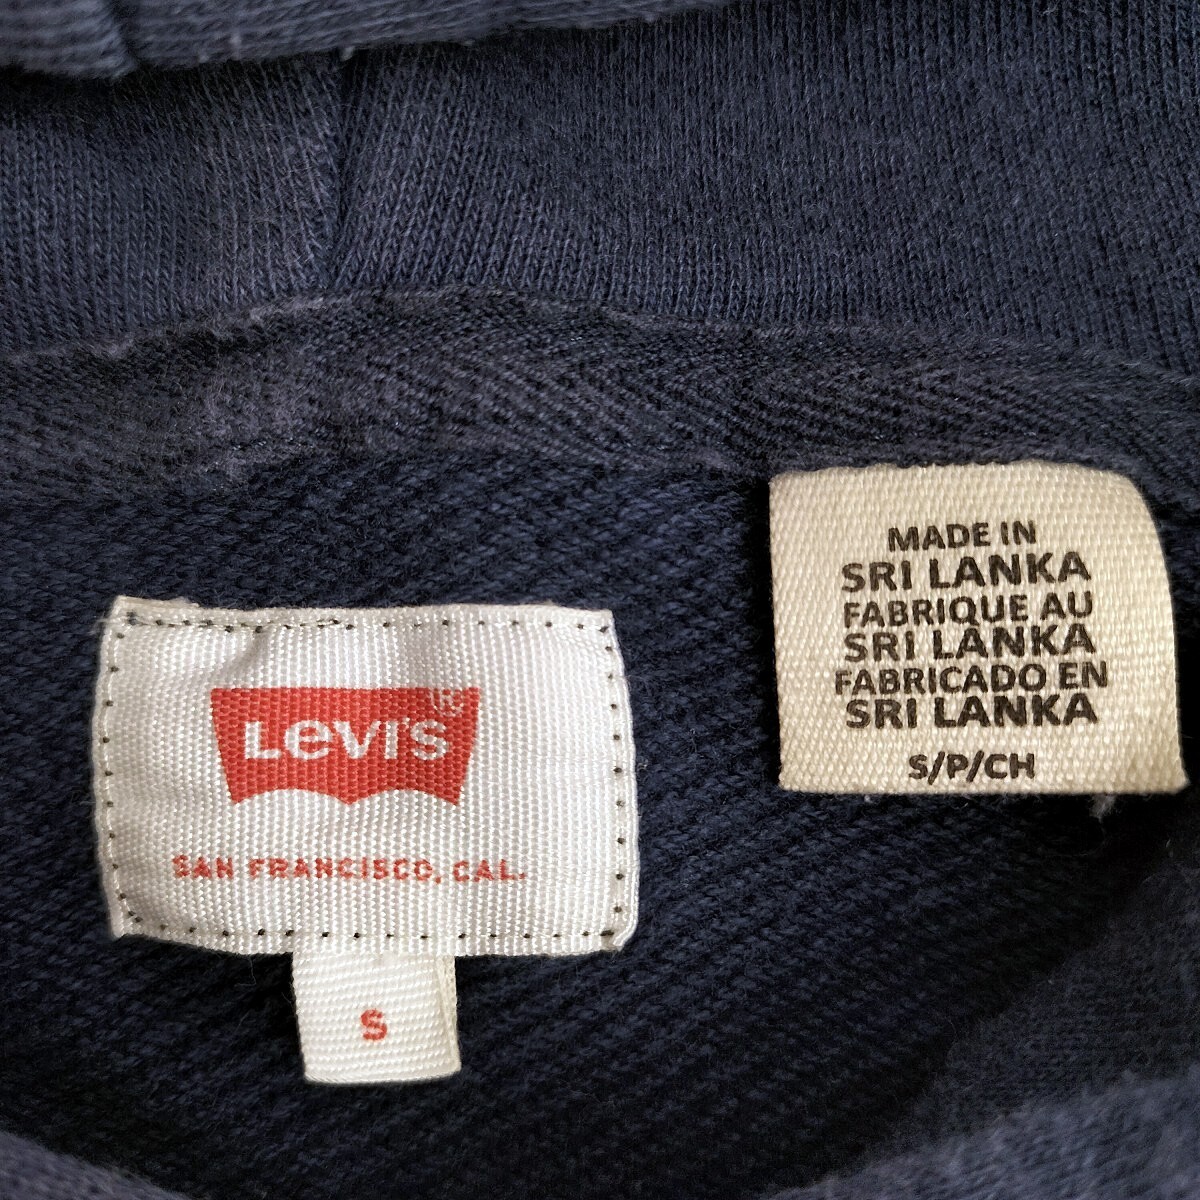 LEVI'S®
SAN FRANCISCO, CAL.
S
MADE IN
SRI LANKA
FABRIQUE AU
SRI LANKA
FABRICADO EN
SRI LANKA
S/P/CH